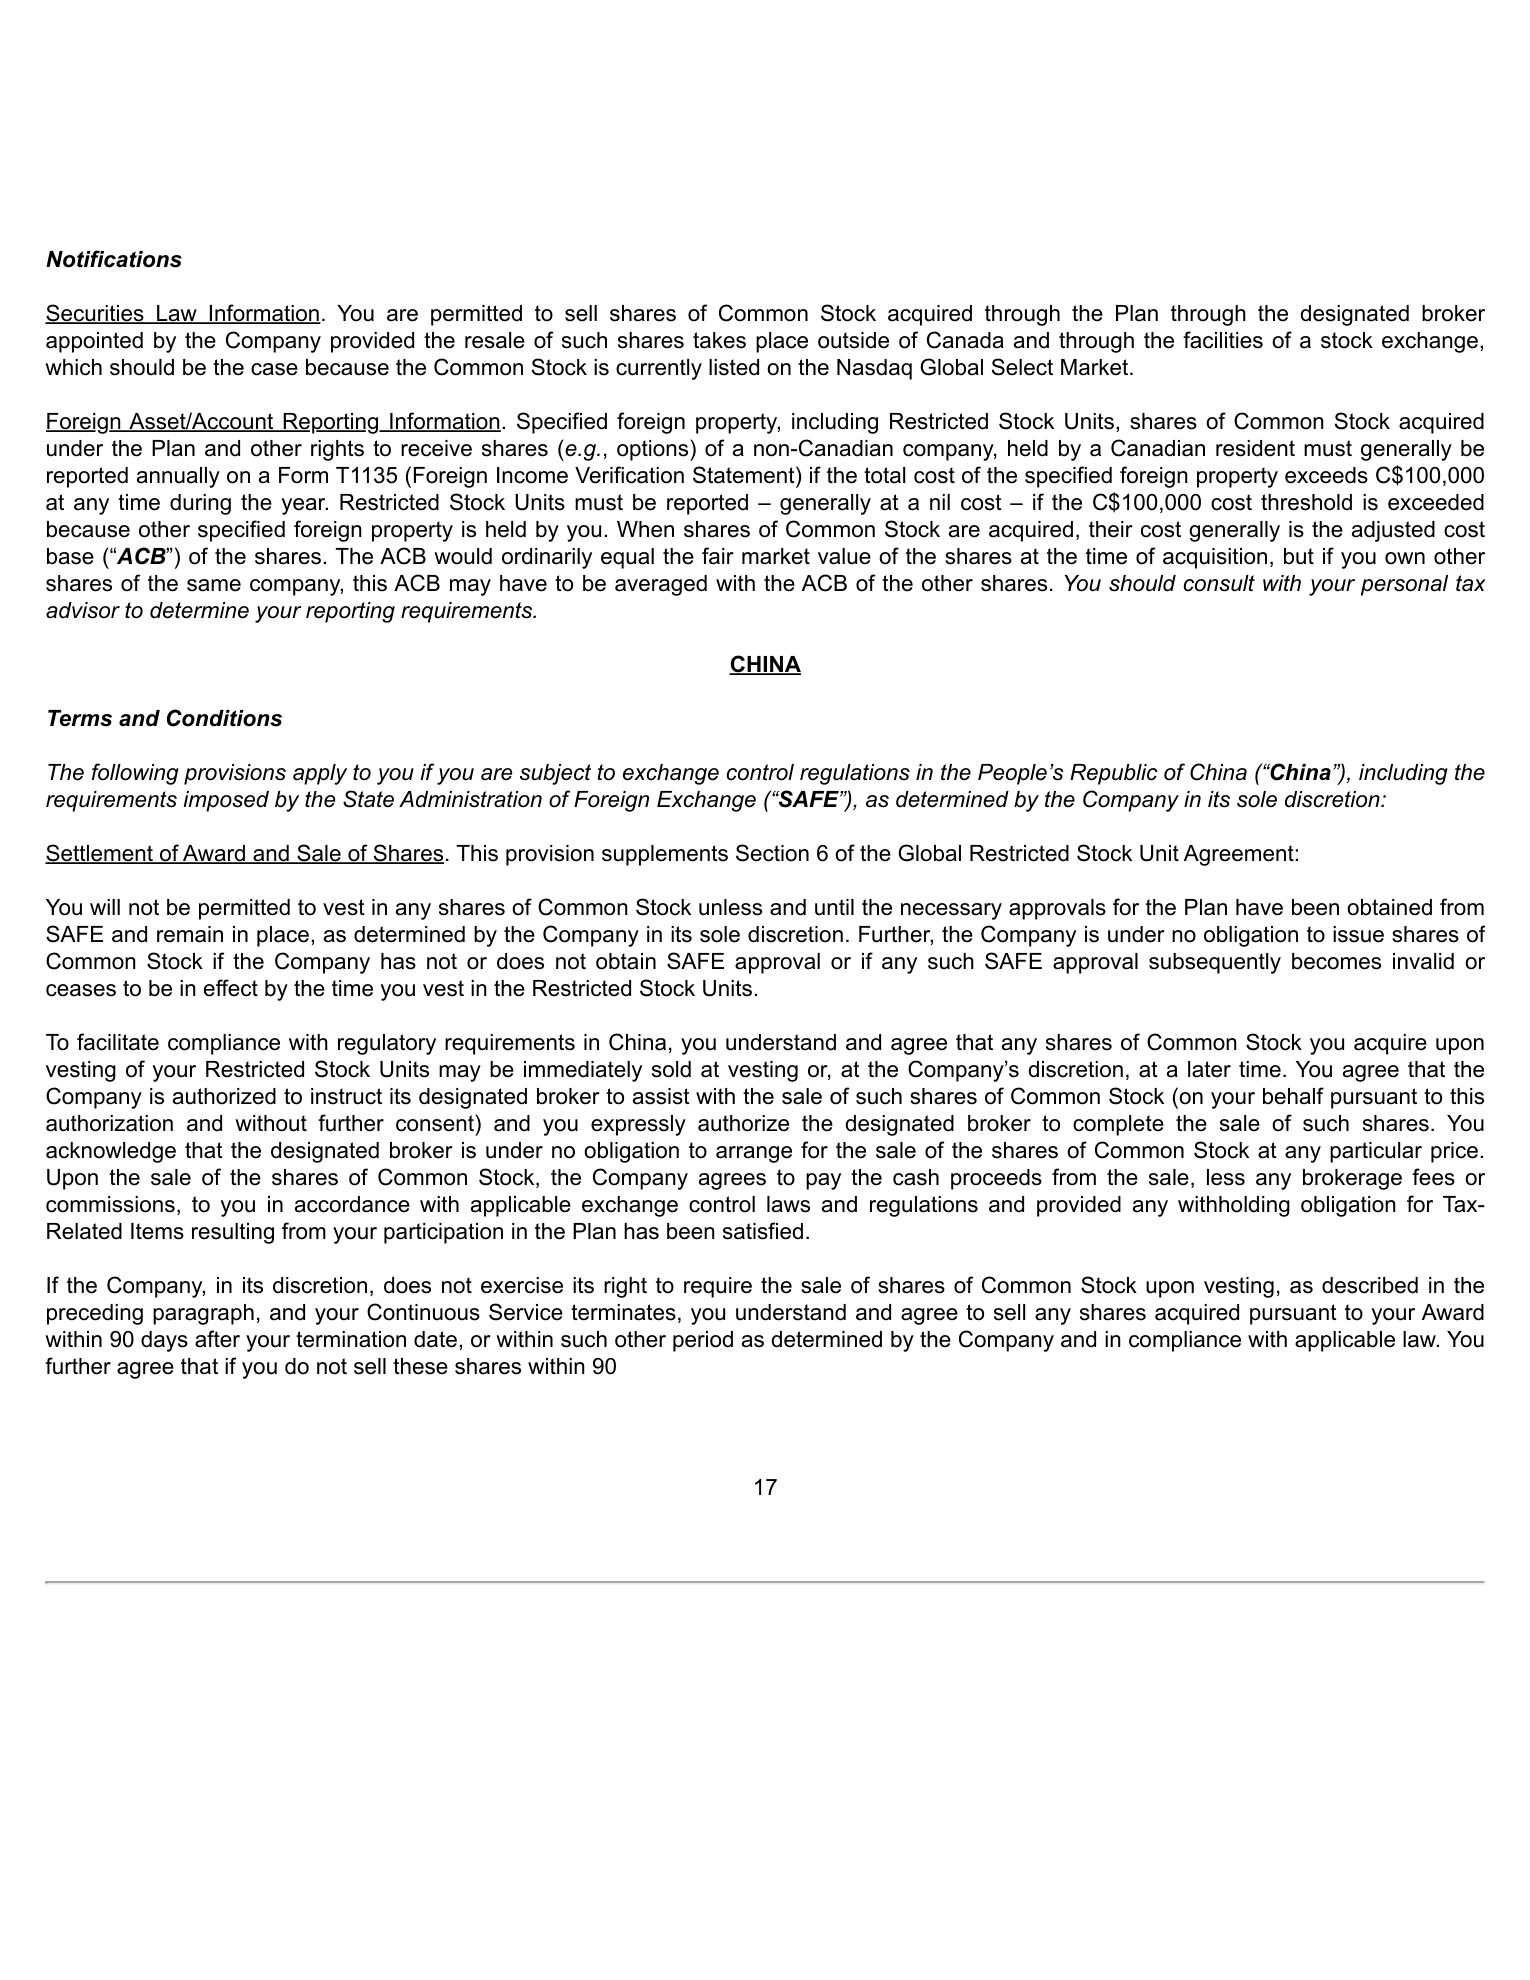 Notifications
Securities Law Information. You are permitted to sell shares of Common Stock acquired through the Plan through the designated broker
appointed by the Company provided the resale of such shares takes place outside of Canada and through the facilities of a stock exchange,
which should be the case because the Common Stock is currently listed on the Nasdaq Global Select Market.
Foreign Asset/Account Reporting Information. Specified foreign property, including Restricted Stock Units, shares of Common Stock acquired
under the Plan and other rights to receive shares (e.g., options) of a non-Canadian company, held by a Canadian resident must generally be
reported annually on a Form T1135 (Foreign Income Verification Statement) if the total cost of the specified foreign property exceeds C$100,000
at any time during the year. Restricted Stock Units must be reported – generally at a nil cost – if the C$100,000 cost threshold is exceeded
because other specified foreign property is held by you. When shares of Common Stock are acquired, their cost generally is the adjusted cost
base (“ACB”) of the shares. The ACB would ordinarily equal the fair market value of the shares at the time of acquisition, but if you own other
shares of the same company, this ACB may have to be averaged with the ACB of the other shares. You should consult with your personal tax
advisor to determine your reporting requirements.
CHINA
Terms and Conditions
The following provisions apply to you if you are subject to exchange control regulations in the People’s Republic of China (“China”), including the
requirements imposed by the State Administration of Foreign Exchange (“SAFE”), as determined by the Company in its sole discretion:
Settlement of Award and Sale of Shares. This provision supplements Section 6 of the Global Restricted Stock Unit Agreement:
You will not be permitted to vest in any shares of Common Stock unless and until the necessary approvals for the Plan have been obtained from
SAFE and remain in place, as determined by the Company in its sole discretion. Further, the Company is under no obligation to issue shares of
Common Stock if the Company has not or does not obtain SAFE approval or if any such SAFE approval subsequently becomes invalid or
ceases to be in effect by the time you vest in the Restricted Stock Units.
To facilitate compliance with regulatory requirements in China, you understand and agree that any shares of Common Stock you acquire upon
vesting of your Restricted Stock Units may be immediately sold at vesting or, at the Company’s discretion, at a later time. You agree that the
Company is authorized to instruct its designated broker to assist with the sale of such shares of Common Stock (on your behalf pursuant to this
authorization and without further consent) and you expressly authorize the designated broker to complete the sale of such shares. You
acknowledge that the designated broker is under no obligation to arrange for the sale of the shares of Common Stock at any particular price.
Upon the sale of the shares of Common Stock, the Company agrees to pay the cash proceeds from the sale, less any brokerage fees or
commissions, to you in accordance with applicable exchange control laws and regulations and provided any withholding obligation for Tax-
Related Items resulting from your participation in the Plan has been satisfied.
If the Company, in its discretion, does not exercise its right to require the sale of shares of Common Stock upon vesting, as described in the
preceding paragraph, and your Continuous Service terminates, you understand and agree to sell any shares acquired pursuant to your Award
within 90 days after your termination date, or within such other period as determined by the Company and in compliance with applicable law. You
further agree that if you do not sell these shares within 90
17